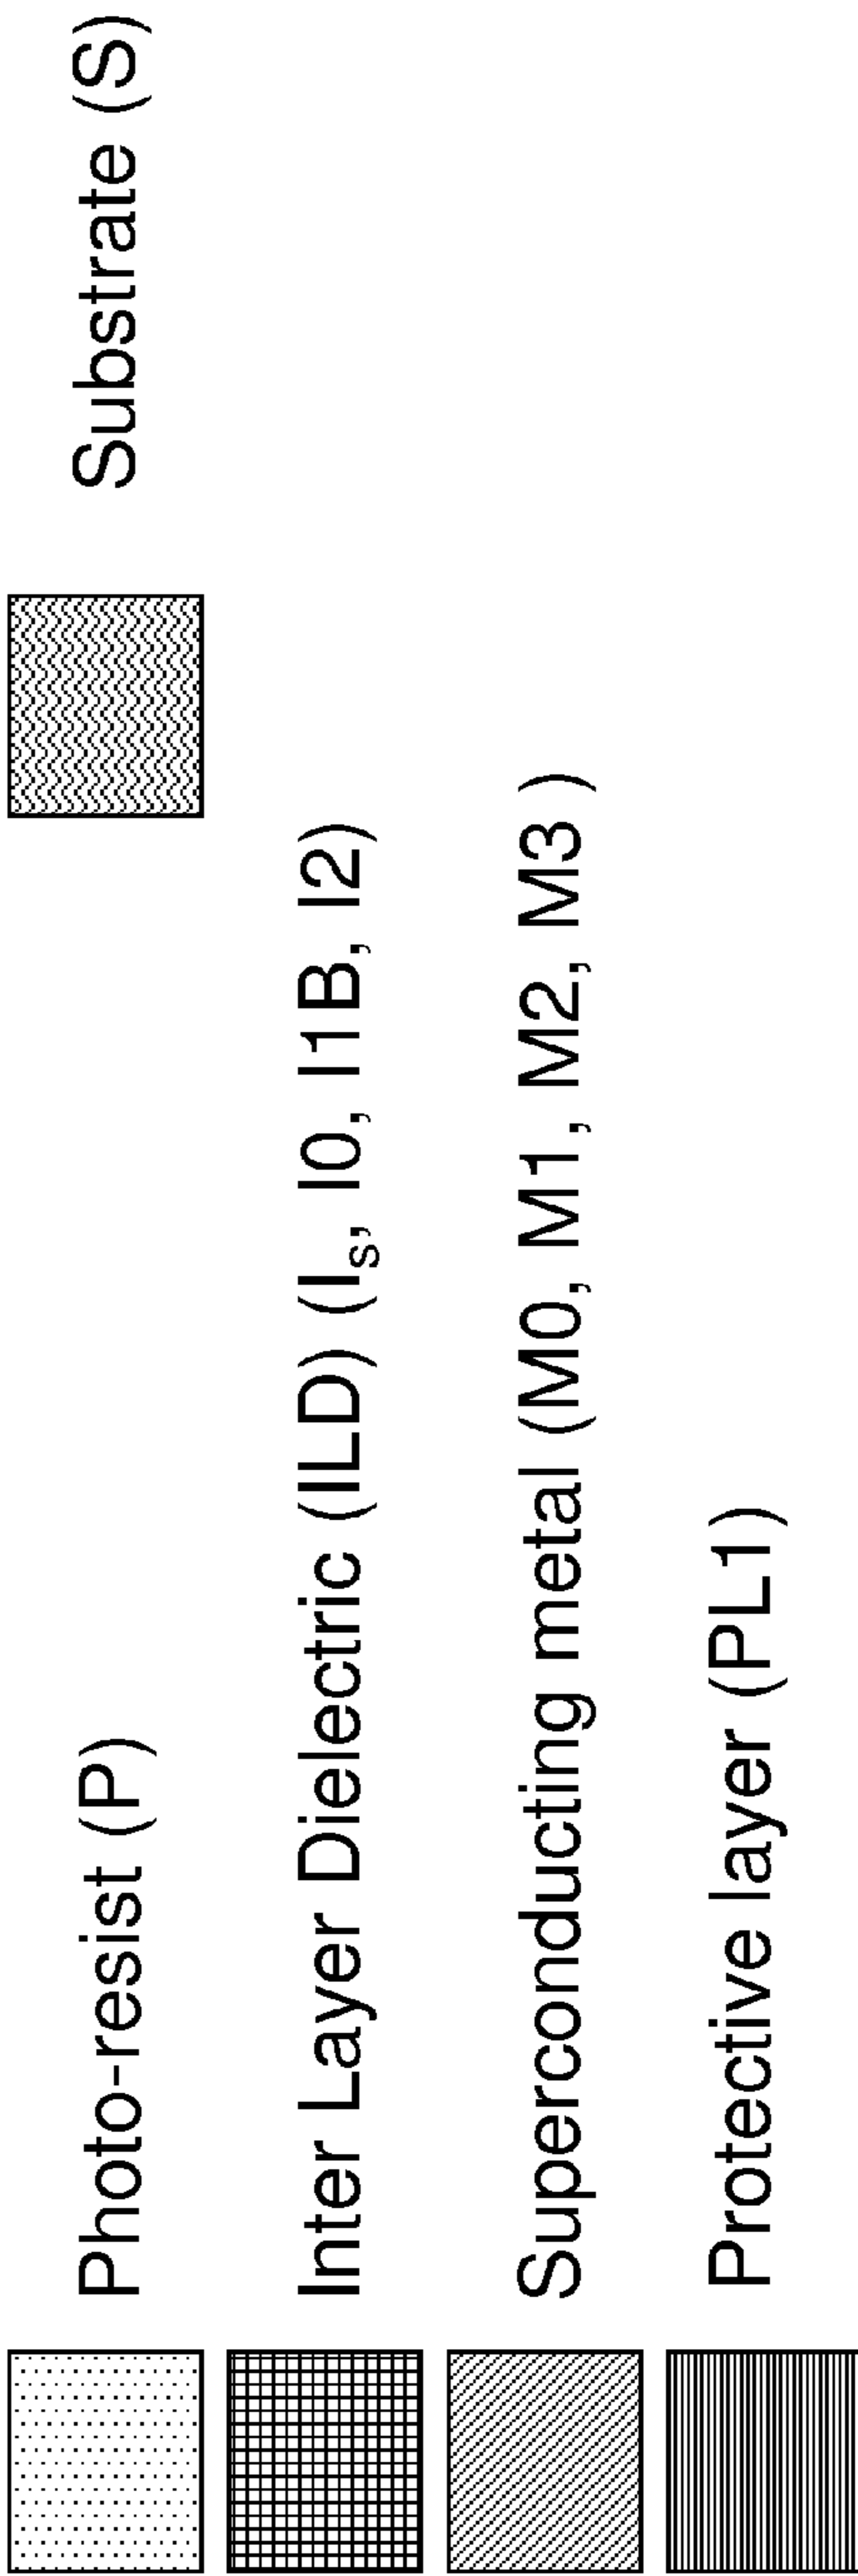 Photo-resist (P)
Substrate (S)
Inter Layer Dielectric (ILD) (Is, I0, I1B, I2)
Superconducting metal (M0, M1, M2, M3 )
Protective layer (PL1)